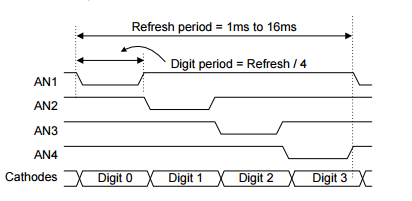 Refresh period = 1ms to 16ms
Digit period = Refresh / 4
AN1
AN2
AN3
AN4
Cathodes Digit 0 Digit 1 Digit 2 Digit 3